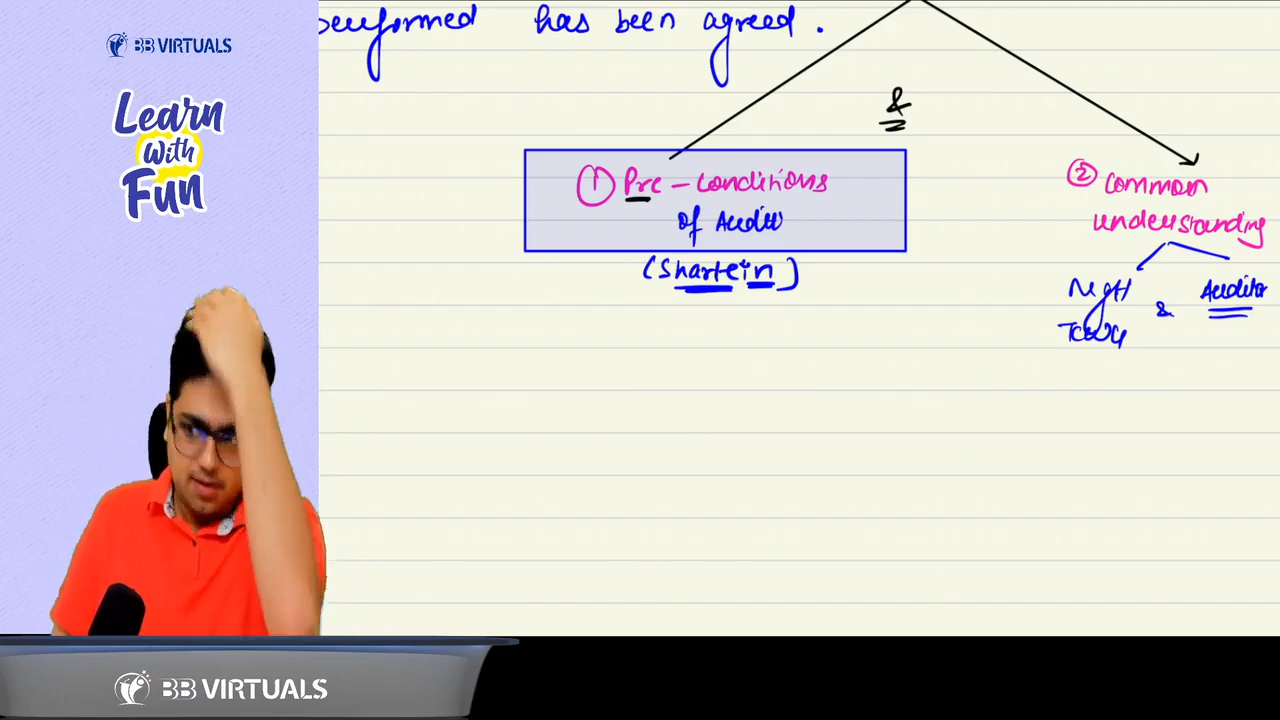 BB VIRTUALS
Learn
With
Fun
performed has been agreed.
&
① Pre-conditions
of Audit
(Shartein)
② Common
understanding
Mgt
TCWG
&
Auditor
BB VIRTUALS